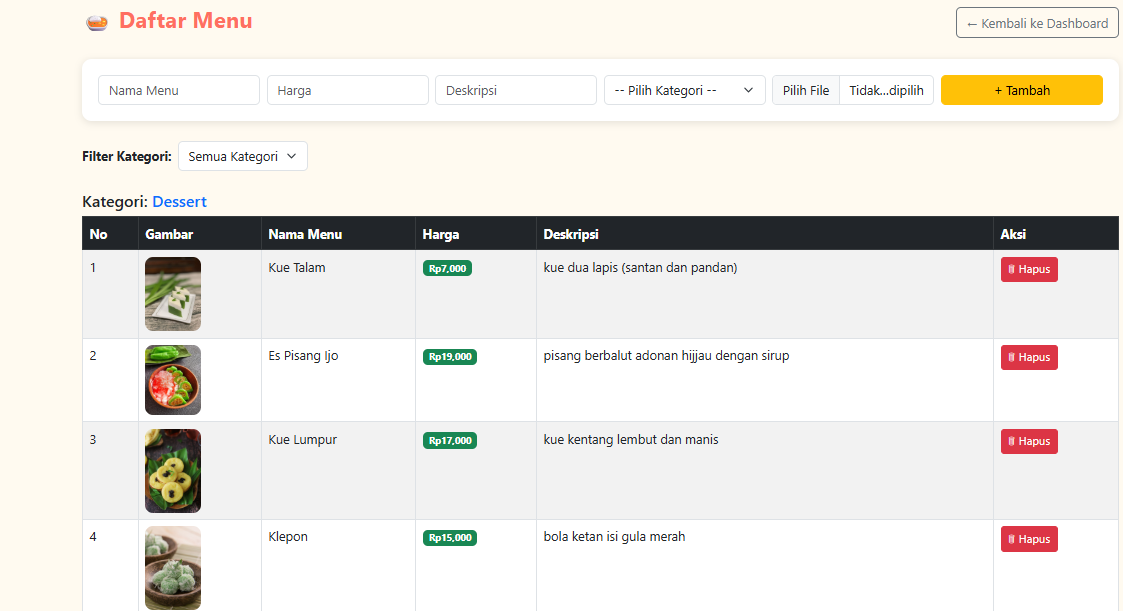 Daftar Menu
← Kembali ke Dashboard
Nama Menu Harga Deskripsi -- Pilih Kategori -- Pilih File Tidak...dipilih + Tambah
Filter Kategori: Semua Kategori
Kategori: Dessert
No Gambar Nama Menu Harga Deskripsi Aksi
1 Kue Talam Rp7,000 kue dua lapis (santan dan pandan) Hapus
2 Es Pisang Ijo Rp19,000 pisang berbalut adonan hijjau dengan sirup Hapus
3 Kue Lumpur Rp17,000 kue kentang lembut dan manis Hapus
4 Klepon Rp15,000 bola ketan isi gula merah Hapus